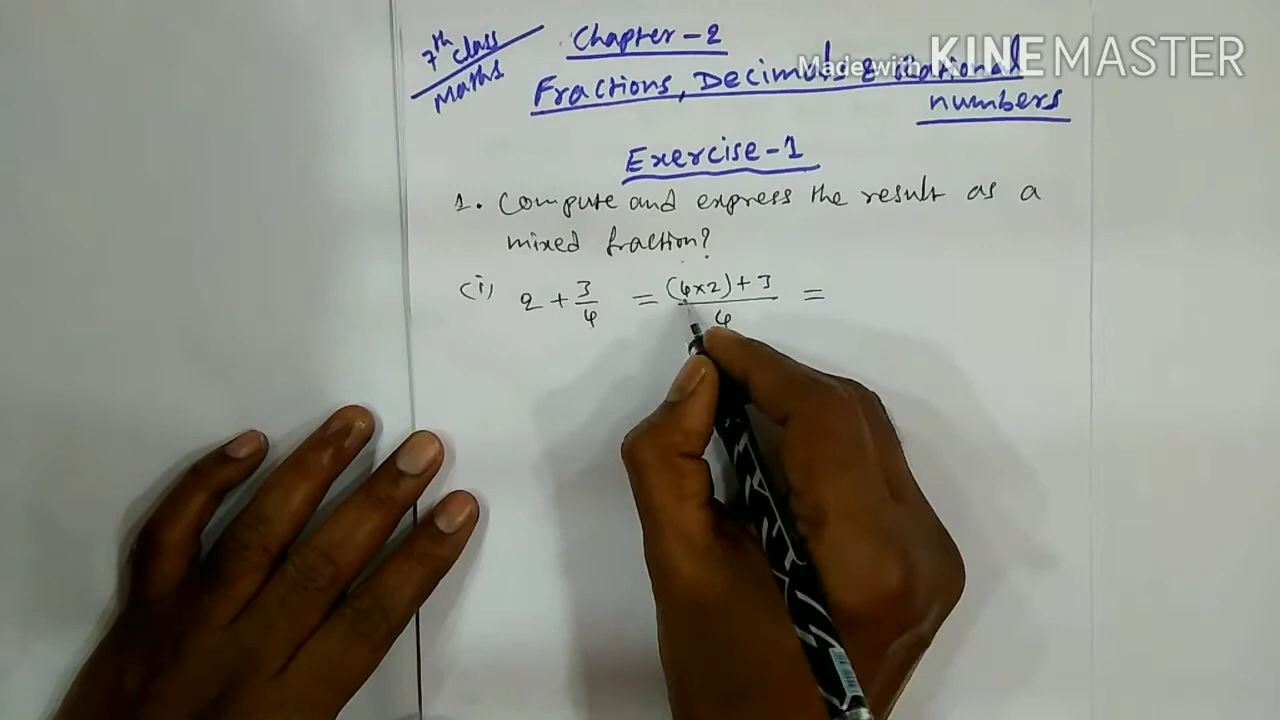 7th class
Maths
Chapter-2
Made with KINEMASTER
Fractions, Decimals & Rational
numbers
Exercise-1
1. Compute and express the result as a
mixed fraction?
(i) 2 + 3/4 = (4×2)+3/4 =